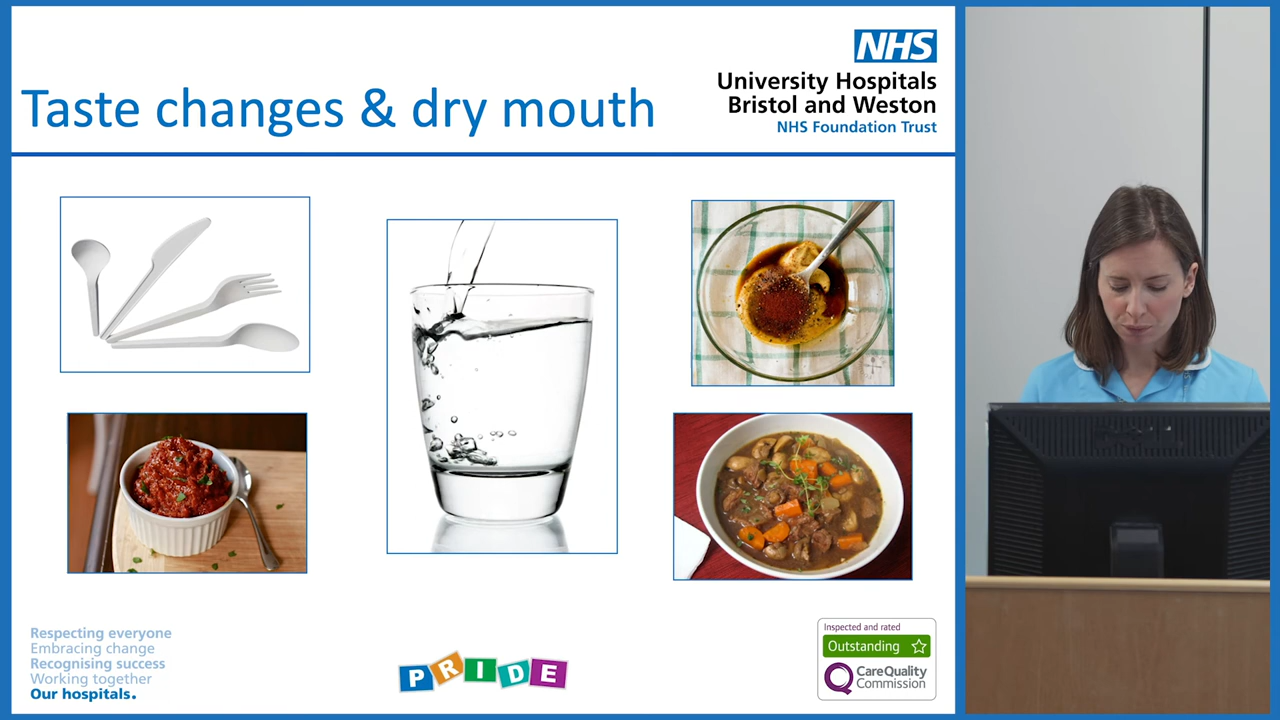 Taste changes & dry mouth
NHS
University Hospitals
Bristol and Weston
NHS Foundation Trust
Respecting everyone
Embracing change
Recognising success
Working together
Our hospitals.
PRIDE
Inspected and rated
Outstanding
CareQuality
Commission